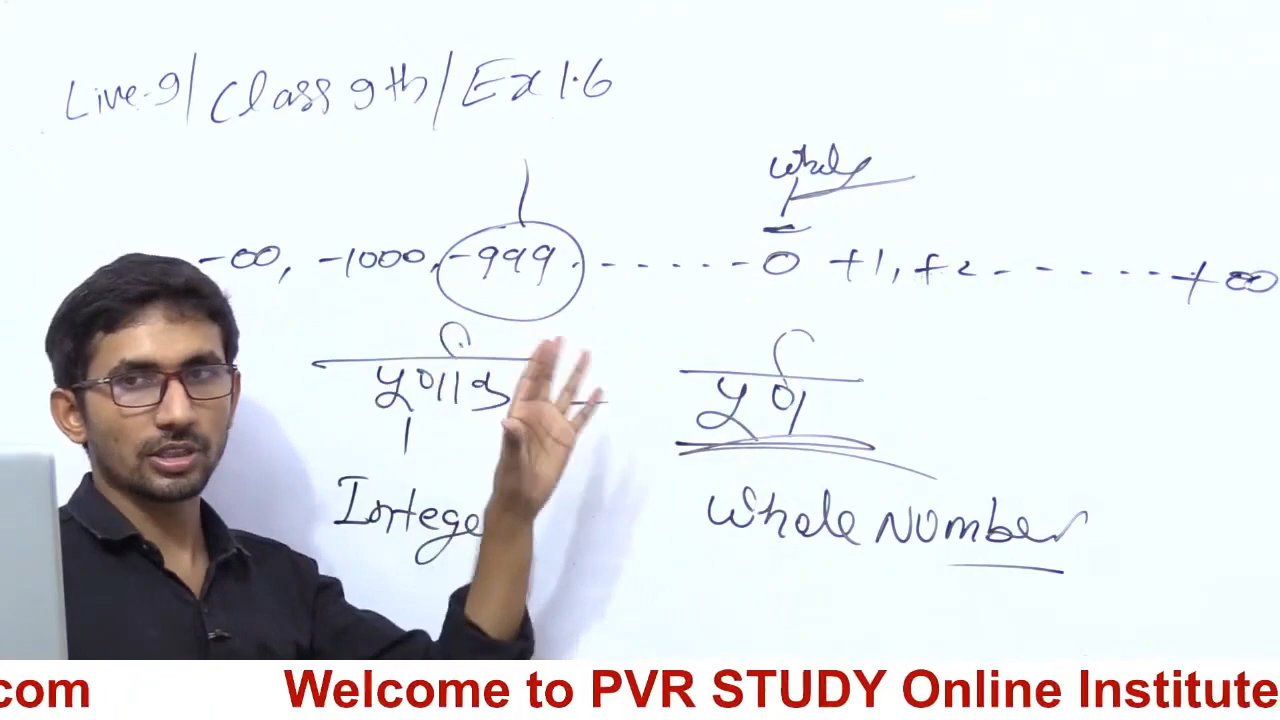 Live-9/Class 9th/Ex 1.6
whole
-∞, -1000, -999. ..... -0 +1, +2 ...... +∞
पूर्णांक
पूर्ण
Intege
Whole Number
.com Welcome to PVR STUDY Online Institute